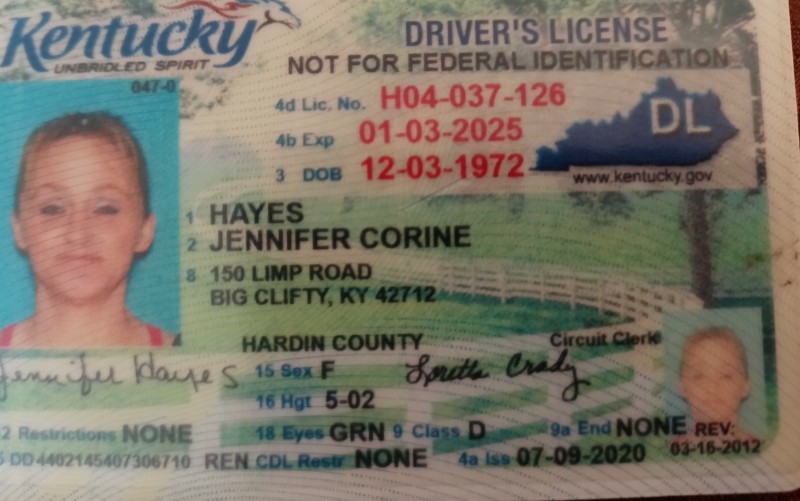 Kentucky
UNBRIDLED SPIRIT
DRIVER'S LICENSE
NOT FOR FEDERAL IDENTIFICATION
047-0
4d Lic. No. H04-037-126
4b Exp 01-03-2025
3 DOB 12-03-1972
DL
www.kentucky.gov
1 HAYES
2 JENNIFER CORINE
8 150 LIMP ROAD
BIG CLIFTY, KY 42712
HARDIN COUNTY
Circuit Clerk
Jennifer Hayes
15 Sex F
Loretta Crady
16 Hgt 5-02
2 Restrictions NONE
18 Eyes GRN 9 Class D
9a End NONE REV:
03-16-2012
5 DD 4402145407306710 REN CDL Restr NONE
4a Iss 07-09-2020